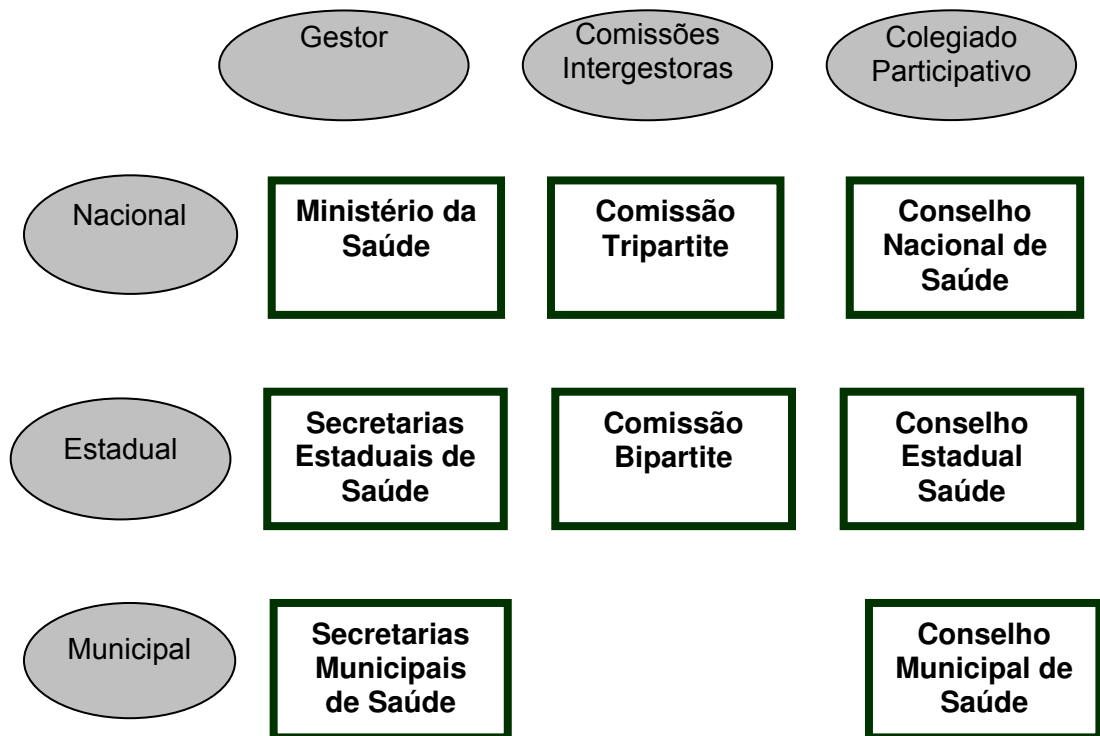 Gestor
Comissões
Intergestoras
Colegiado
Participativo
Nacional
Ministério da
Saúde
Comissão
Tripartite
Conselho
Nacional de
Saúde
Estadual
Secretarias
Estaduais de
Saúde
Comissão
Bipartite
Conselho
Estadual
Saúde
Municipal
Secretarias
Municipais
de Saúde
Conselho
Municipal de
Saúde